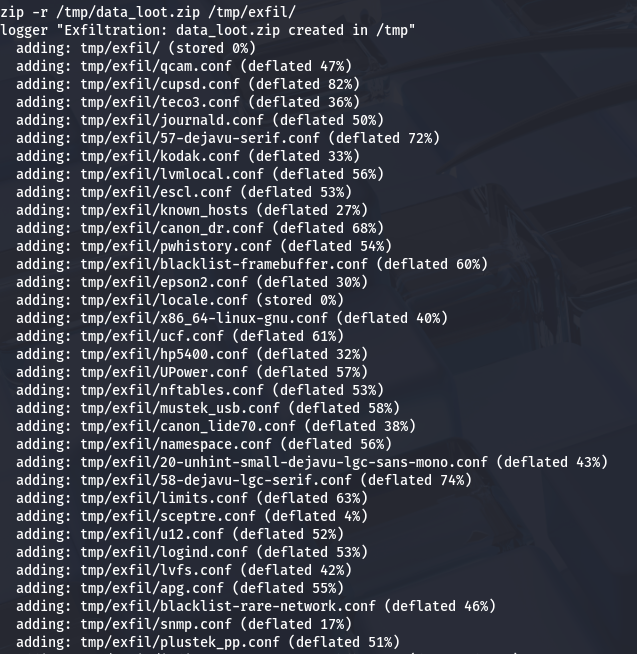 zip -r /tmp/data_loot.zip /tmp/exfil/
logger "Exfiltration: data_loot.zip created in /tmp"
  adding: tmp/exfil/ (stored 0%)
  adding: tmp/exfil/qcam.conf (deflated 47%)
  adding: tmp/exfil/cupsd.conf (deflated 82%)
  adding: tmp/exfil/teco3.conf (deflated 36%)
  adding: tmp/exfil/journald.conf (deflated 50%)
  adding: tmp/exfil/57-dejavu-serif.conf (deflated 72%)
  adding: tmp/exfil/kodak.conf (deflated 33%)
  adding: tmp/exfil/lvmlocal.conf (deflated 56%)
  adding: tmp/exfil/escl.conf (deflated 53%)
  adding: tmp/exfil/known_hosts (deflated 27%)
  adding: tmp/exfil/canon_dr.conf (deflated 68%)
  adding: tmp/exfil/pwhistory.conf (deflated 54%)
  adding: tmp/exfil/blacklist-framebuffer.conf (deflated 60%)
  adding: tmp/exfil/epson2.conf (deflated 30%)
  adding: tmp/exfil/locale.conf (stored 0%)
  adding: tmp/exfil/x86_64-linux-gnu.conf (deflated 40%)
  adding: tmp/exfil/ucf.conf (deflated 61%)
  adding: tmp/exfil/hp5400.conf (deflated 32%)
  adding: tmp/exfil/UPower.conf (deflated 57%)
  adding: tmp/exfil/nftables.conf (deflated 53%)
  adding: tmp/exfil/mustek_usb.conf (deflated 58%)
  adding: tmp/exfil/canon_lide70.conf (deflated 38%)
  adding: tmp/exfil/namespace.conf (deflated 56%)
  adding: tmp/exfil/20-unhint-small-dejavu-lgc-sans-mono.conf (deflated 43%)
  adding: tmp/exfil/58-dejavu-lgc-serif.conf (deflated 74%)
  adding: tmp/exfil/limits.conf (deflated 63%)
  adding: tmp/exfil/sceptre.conf (deflated 4%)
  adding: tmp/exfil/u12.conf (deflated 52%)
  adding: tmp/exfil/logind.conf (deflated 53%)
  adding: tmp/exfil/lvfs.conf (deflated 42%)
  adding: tmp/exfil/apg.conf (deflated 55%)
  adding: tmp/exfil/blacklist-rare-network.conf (deflated 46%)
  adding: tmp/exfil/snmp.conf (deflated 17%)
  adding: tmp/exfil/plustek_pp.conf (deflated 51%)